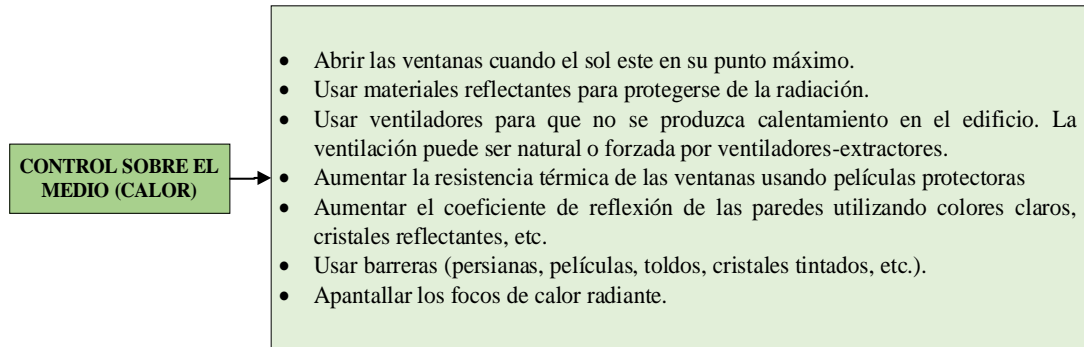 CONTROL SOBRE EL
MEDIO (CALOR)
• Abrir las ventanas cuando el sol este en su punto máximo.
• Usar materiales reflectantes para protegerse de la radiación.
• Usar ventiladores para que no se produzca calentamiento en el edificio. La
ventilación puede ser natural o forzada por ventiladores-extractores.
• Aumentar la resistencia térmica de las ventanas usando películas protectoras
• Aumentar el coeficiente de reflexión de las paredes utilizando colores claros,
cristales reflectantes, etc.
• Usar barreras (persianas, películas, toldos, cristales tintados, etc.).
• Apantallar los focos de calor radiante.